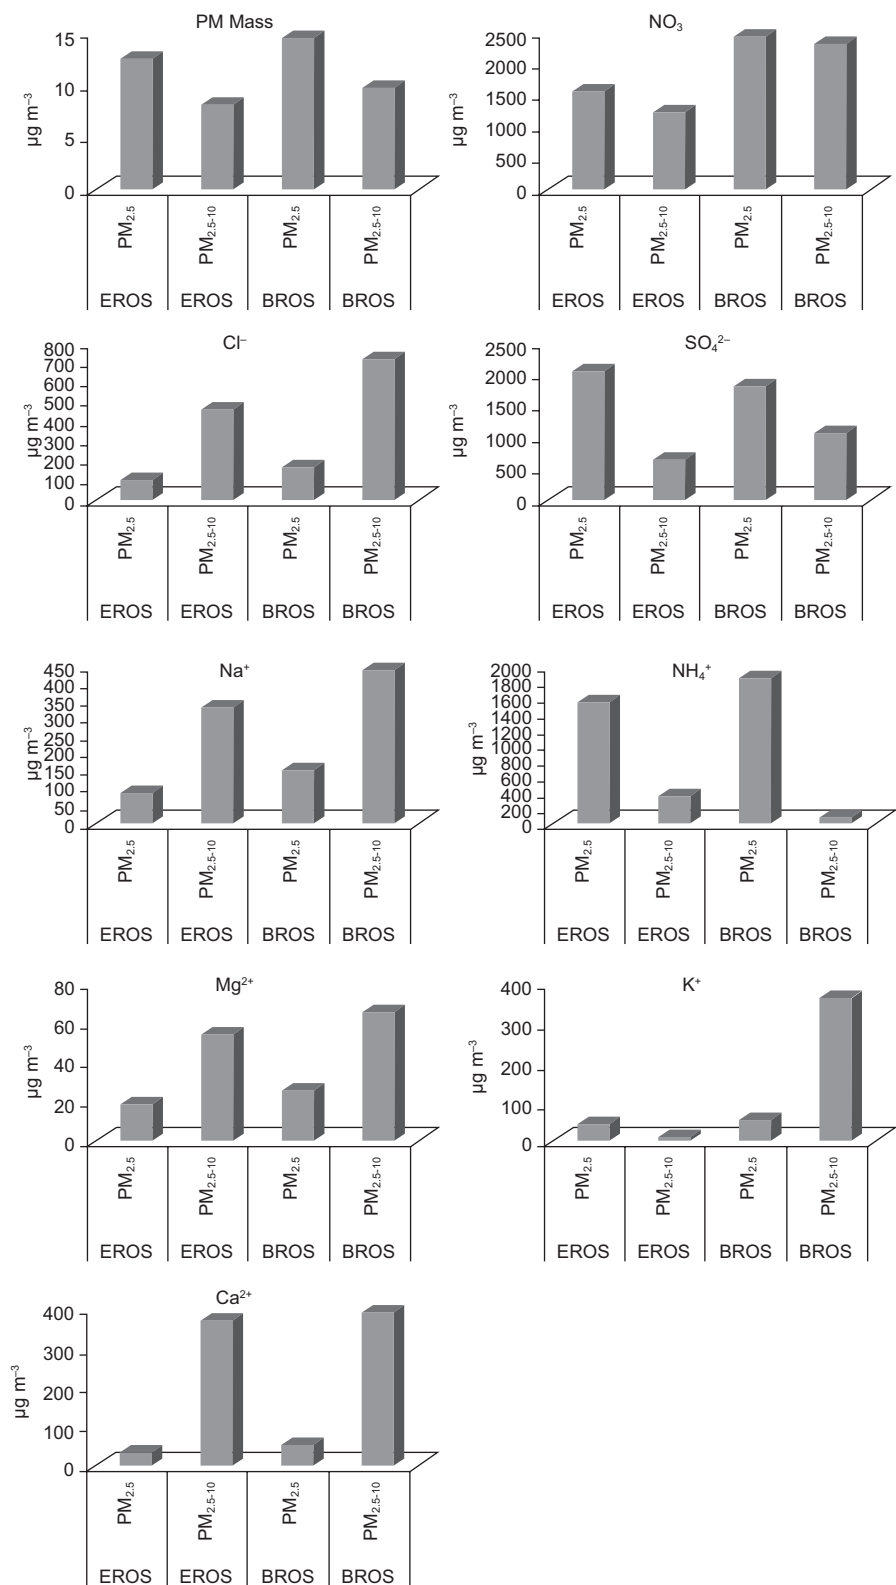 PM Mass
15
10
5
0
µg m⁻³
PM₂.₅
PM₂.₅₋₁₀
PM₂.₅
PM₂.₅₋₁₀
EROS EROS BROS BROS
NO₃
2500
2000
1500
1000
500
0
µg m⁻³
PM₂.₅
PM₂.₅₋₁₀
PM₂.₅
PM₂.₅₋₁₀
EROS EROS BROS BROS
Cl⁻
800
700
600
500
400
300
200
100
0
µg m⁻³
PM₂.₅
PM₂.₅₋₁₀
PM₂.₅
PM₂.₅₋₁₀
EROS EROS BROS BROS
SO₄²⁻
2500
2000
1500
1000
500
0
µg m⁻³
PM₂.₅
PM₂.₅₋₁₀
PM₂.₅
PM₂.₅₋₁₀
EROS EROS BROS BROS
Na⁺
450
400
350
300
250
200
150
100
50
0
µg m⁻³
PM₂.₅
PM₂.₅₋₁₀
PM₂.₅
PM₂.₅₋₁₀
EROS EROS BROS BROS
NH₄⁺
2000
1800
1600
1400
1200
1000
800
600
400
200
0
µg m⁻³
PM₂.₅
PM₂.₅₋₁₀
PM₂.₅
PM₂.₅₋₁₀
EROS EROS BROS BROS
Mg²⁺
80
60
40
20
0
µg m⁻³
PM₂.₅
PM₂.₅₋₁₀
PM₂.₅
PM₂.₅₋₁₀
EROS EROS BROS BROS
K⁺
400
300
200
100
0
µg m⁻³
PM₂.₅
PM₂.₅₋₁₀
PM₂.₅
PM₂.₅₋₁₀
EROS EROS BROS BROS
Ca²⁺
400
300
200
100
0
µg m⁻³
PM₂.₅
PM₂.₅₋₁₀
PM₂.₅
PM₂.₅₋₁₀
EROS EROS BROS BROS